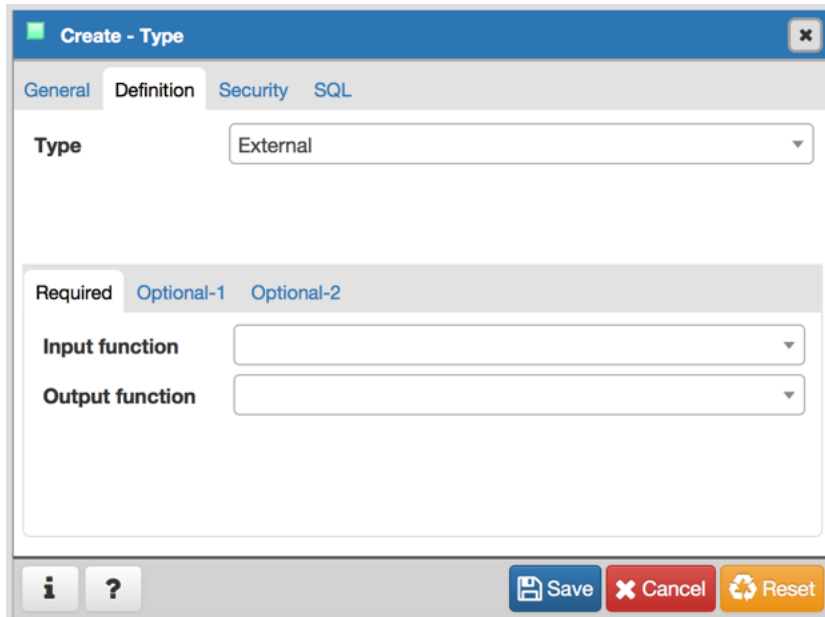 Create - Type
General Definition Security SQL
Type External
Required Optional-1 Optional-2
Input function
Output function
i ? Save Cancel Reset